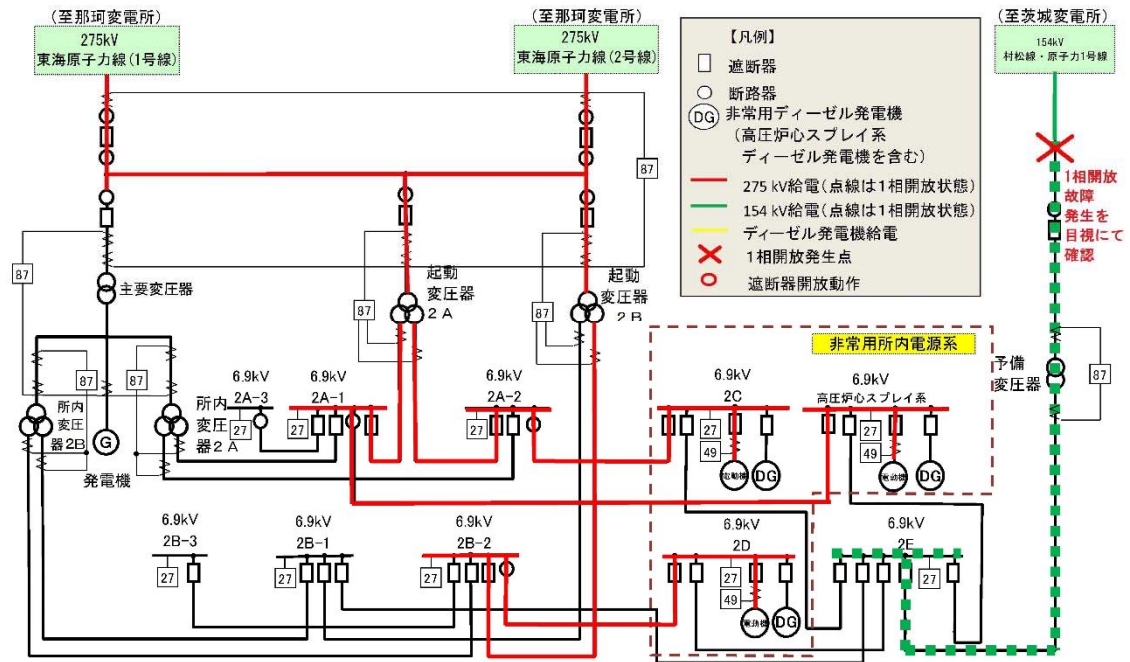 (至那珂変電所)
275kV
東海原子力線(1号線)
(至那珂変電所)
275kV
東海原子力線(2号線)
(至茨城変電所)
154kV
村松線・原子力1号線
【凡例】
遮断器
断路器
DG
非常用ディーゼル発電機
(高圧炉心スプレイ系
ディーゼル発電機を含む)
275 kV給電(点線は1相開放状態)
154 kV給電(点線は1相開放状態)
ディーゼル発電機給電
1相開放発生点
遮断器開放動作
1相開放
故障
発生を
目視にて
確認
87
87
87
87
主要変圧器
起動
変圧器
2A
起動
変圧器
2B
予備
変圧器
87
87
87
所内
変圧
器2B
G
発電機
所内
変圧
器2A
非常用所内電源系
6.9kV
2A-3
27
6.9kV
2A-1
27
6.9kV
2A-2
27
6.9kV
2C
27
49
電動機
DG
6.9kV
高圧炉心スプレイ系
27
49
電動機
DG
6.9kV
2B-3
27
6.9kV
2B-1
27
6.9kV
2B-2
27
6.9kV
2D
27
49
電動機
DG
6.9kV
2E
27